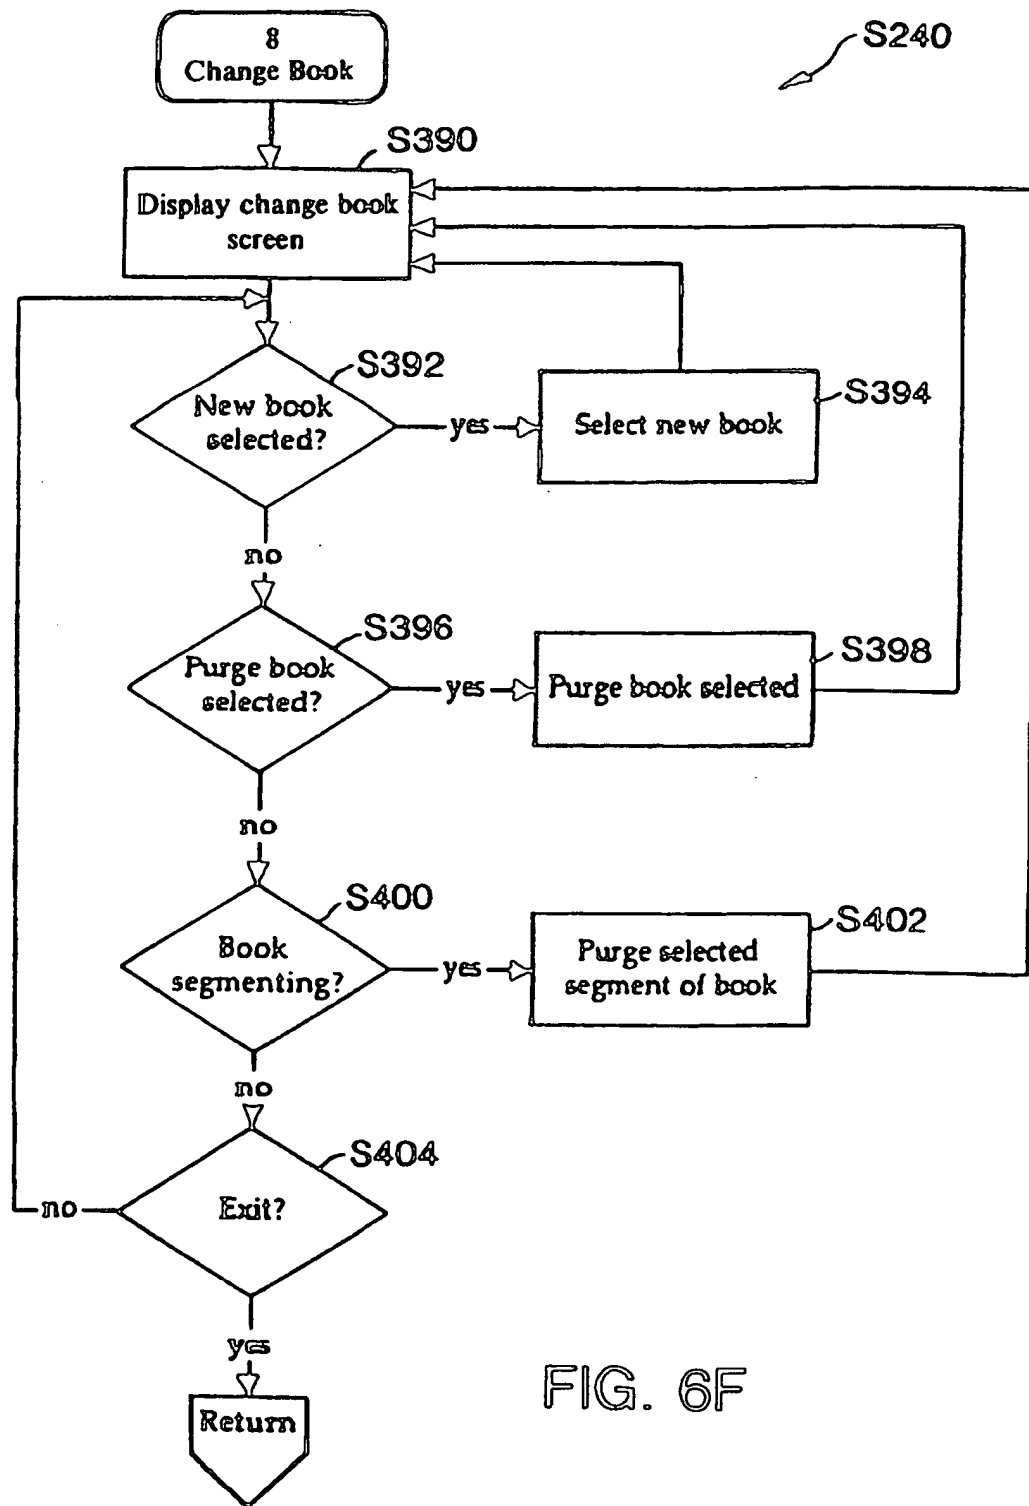 8
Change Book
S240
S390
Display change book
screen
S392
New book
selected?
yes
S394
Select new book
no
S396
Purge book
selected?
yes
S398
Purge book selected
no
S400
Book
segmenting?
yes
S402
Purge selected
segment of book
no
S404
Exit?
no
yes
Return
FIG. 6F